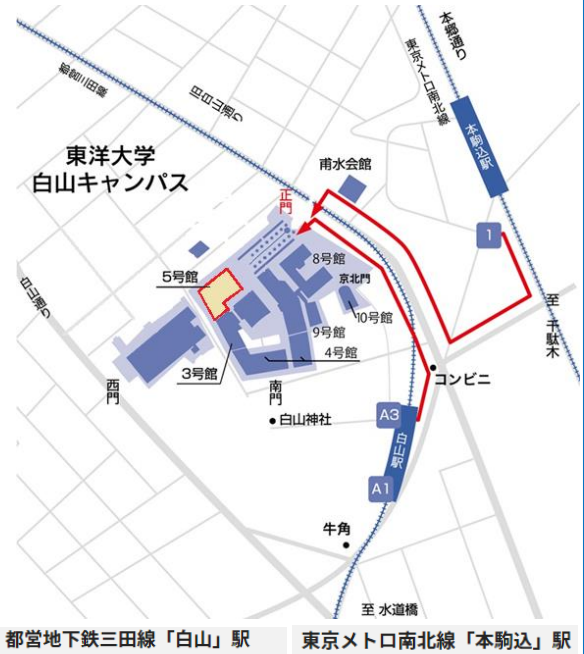 本郷通り
東京メトロ南北線
都営三田線
旧白山通り
本駒込駅
東洋大学
白山キャンパス
甫水会館
正門
1
8号館
5号館
京北門
至 千駄木
白山通り
10号館
9号館
4号館
3号館
コンビニ
西門
南門
A3
白山神社
白山駅
A1
牛角
至 水道橋
都営地下鉄三田線「白山」駅
東京メトロ南北線「本駒込」駅